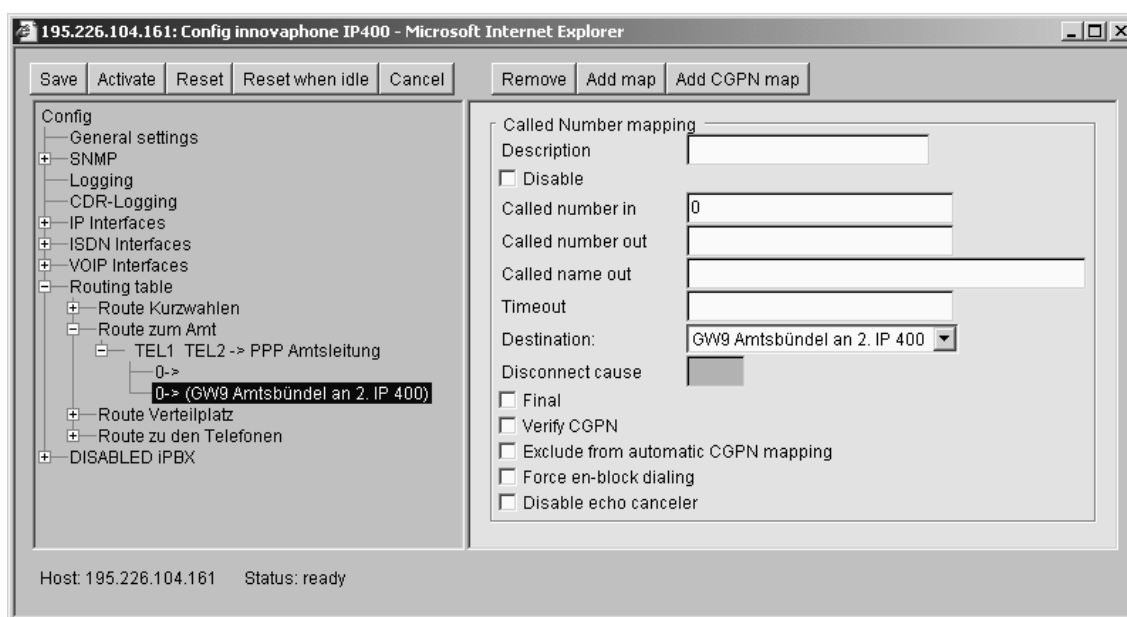 195.226.104.161: Config innovaphone IP400 - Microsoft Internet Explorer
Save Activate Reset Reset when idle Cancel Remove Add map Add CGPN map
Config
General settings
SNMP
Logging
CDR-Logging
IP Interfaces
ISDN Interfaces
VOIP Interfaces
Routing table
Route Kurzwahlen
Route zum Amt
TEL1 TEL2 -> PPP Amtsleitung
0->
0-> (GW9 Amtsbündel an 2. IP 400)
Route Verteilplatz
Route zu den Telefonen
DISABLED iPBX
Called Number mapping
Description
Disable
Called number in 0
Called number out
Called name out
Timeout
Destination: GW9 Amtsbündel an 2. IP 400
Disconnect cause
Final
Verify CGPN
Exclude from automatic CGPN mapping
Force en-block dialing
Disable echo canceler
Host: 195.226.104.161 Status: ready